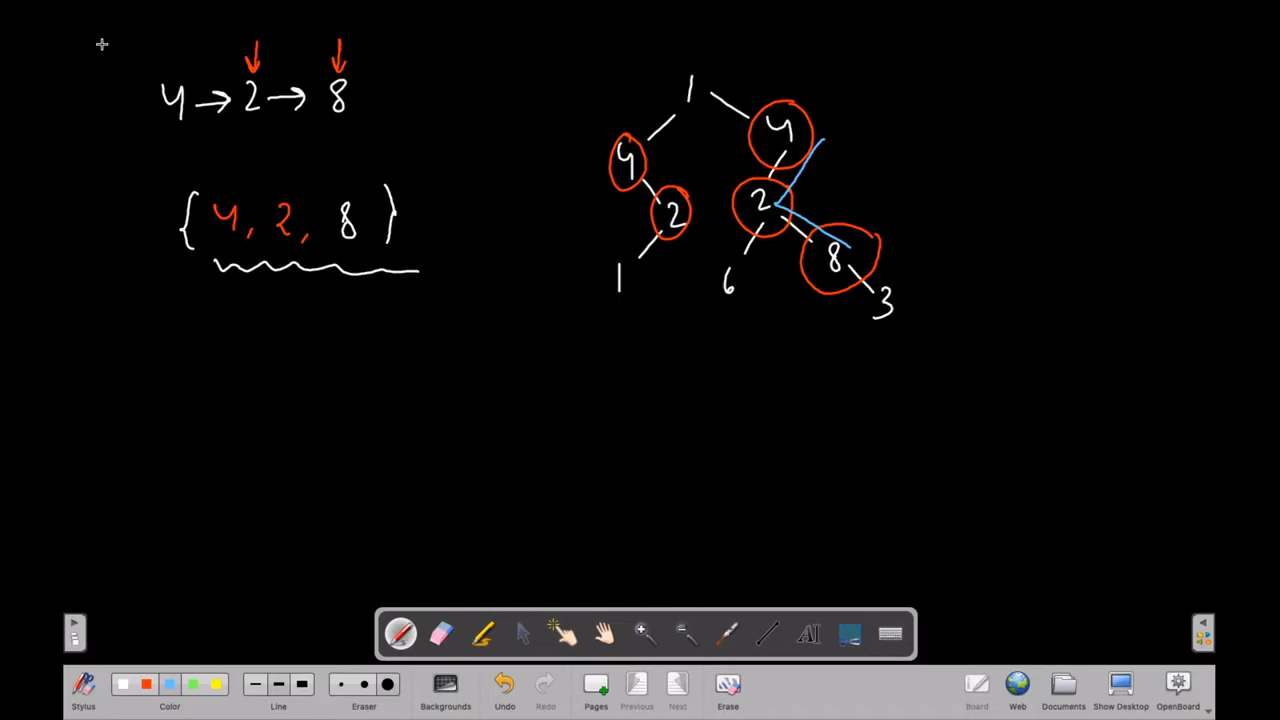 4 → 2 → 8
{ 4, 2, 8 }
1
4 4
2 2
1 6 8
3
AI
Stylus
Color
Line
Eraser
Backgrounds
Undo
Redo
Pages
Previous
Next
Erase
Board
Web
Documents
Show Desktop
OpenBoard